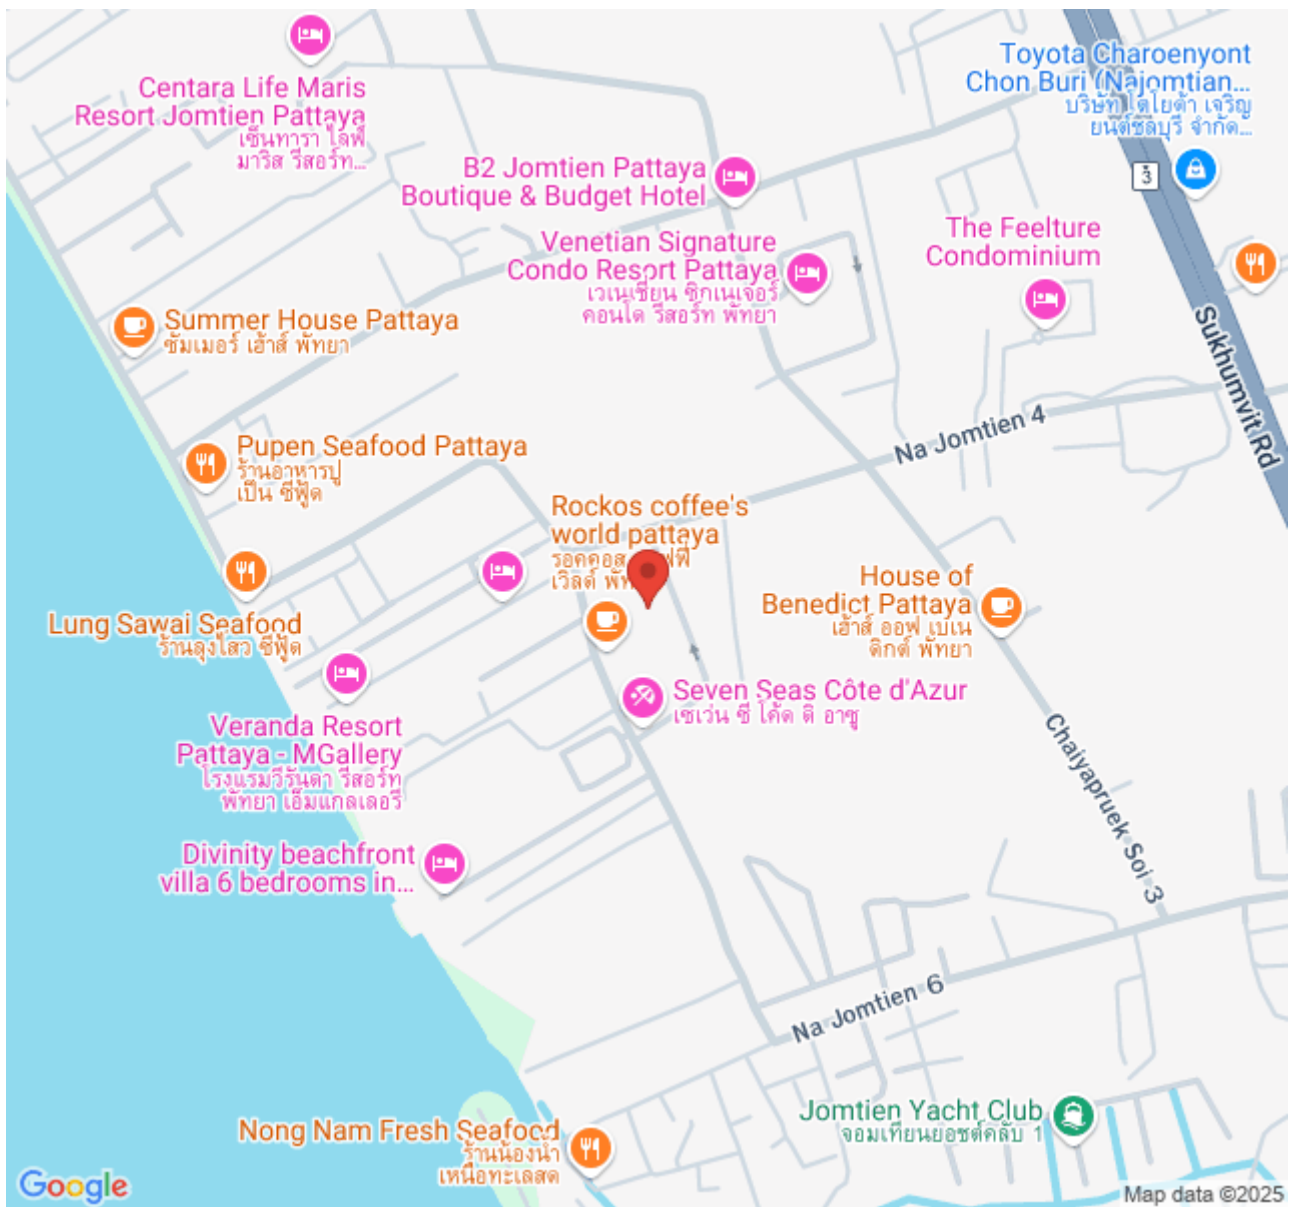 Centara Life Maris
Resort Jomtien Pattaya
เซ็นทารา ไลฟ์
มาริส รีสอร์ท...
Toyota Charoenyont
Chon Buri (Najomtian...
บริษัท โตโยต้า เจริญ
ยนต์ชลบุรี จำกัด...
3
B2 Jomtien Pattaya
Boutique & Budget Hotel
The Feelture
Condominium
Venetian Signature
Condo Resort Pattaya
เวเนเชี่ยน ซิกเนเจอร์
คอนโด รีสอร์ท พัทยา
Sukhumvit Rd
Summer House Pattaya
ซัมเมอร์ เฮ้าส์ พัทยา
Na Jomtien 4
Pupen Seafood Pattaya
ร้านอาหารปู
เป็น ซีฟู้ด
Rockos coffee's
world pattaya
รอคคอส
เวิลด์
House of
Benedict Pattaya
เฮ้าส์ ออฟ เบเน
ดิกต์ พัทยา
Lung Sawai Seafood
ร้านลุงไสว ซีฟู้ด
Seven Seas Côte d'Azur
เซเว่น ซี โค้ด ดิ อาซู
Veranda Resort
Pattaya - MGallery
โรงแรมวีรันดา รีสอร์ท
พัทยา เอ็มแกลเลอรี
Chaiyapruek Soi 3
Divinity beachfront
villa 6 bedrooms in...
Na Jomtien 6
Jomtien Yacht Club
จอมเทียนยอชต์คลับ 1
Nong Nam Fresh Seafood
ร้านน้องน้ำ
เหนือทะเลสด
Google
Map data ©2025